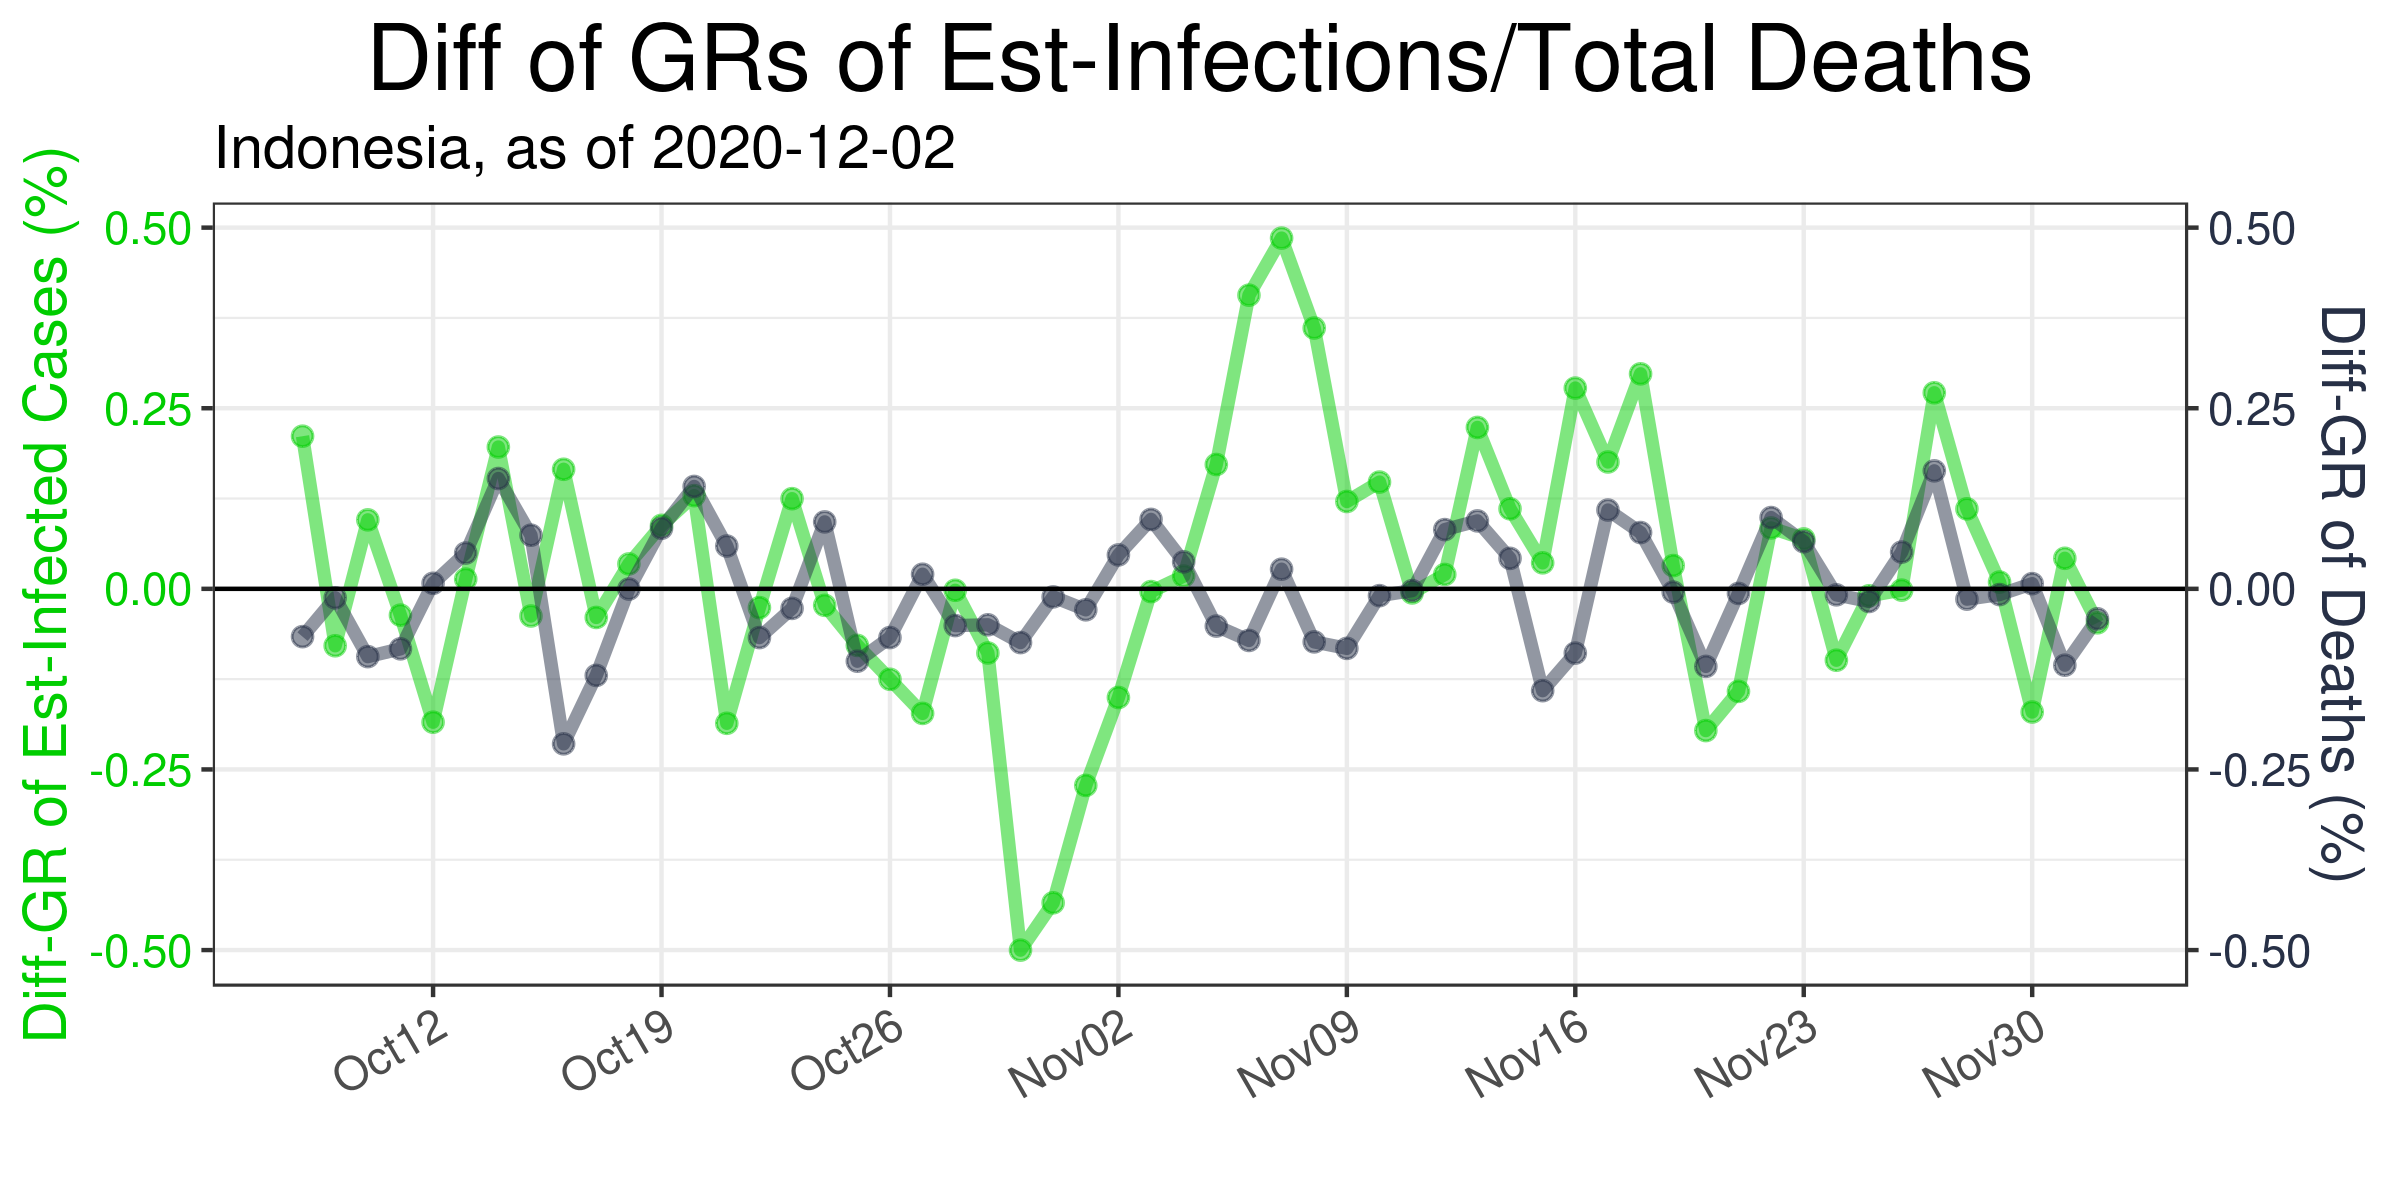 Diff of GRs of Est-Infections/Total Deaths
Indonesia, as of 2020-12-02
Diff-GR of Est-Infected Cases (%)
0.50
0.25
0.00
-0.25
-0.50
0.50
0.25
0.00
-0.25
-0.50
Diff-GR of Deaths (%)
Oct12
Oct19
Oct26
Nov02
Nov09
Nov16
Nov23
Nov30